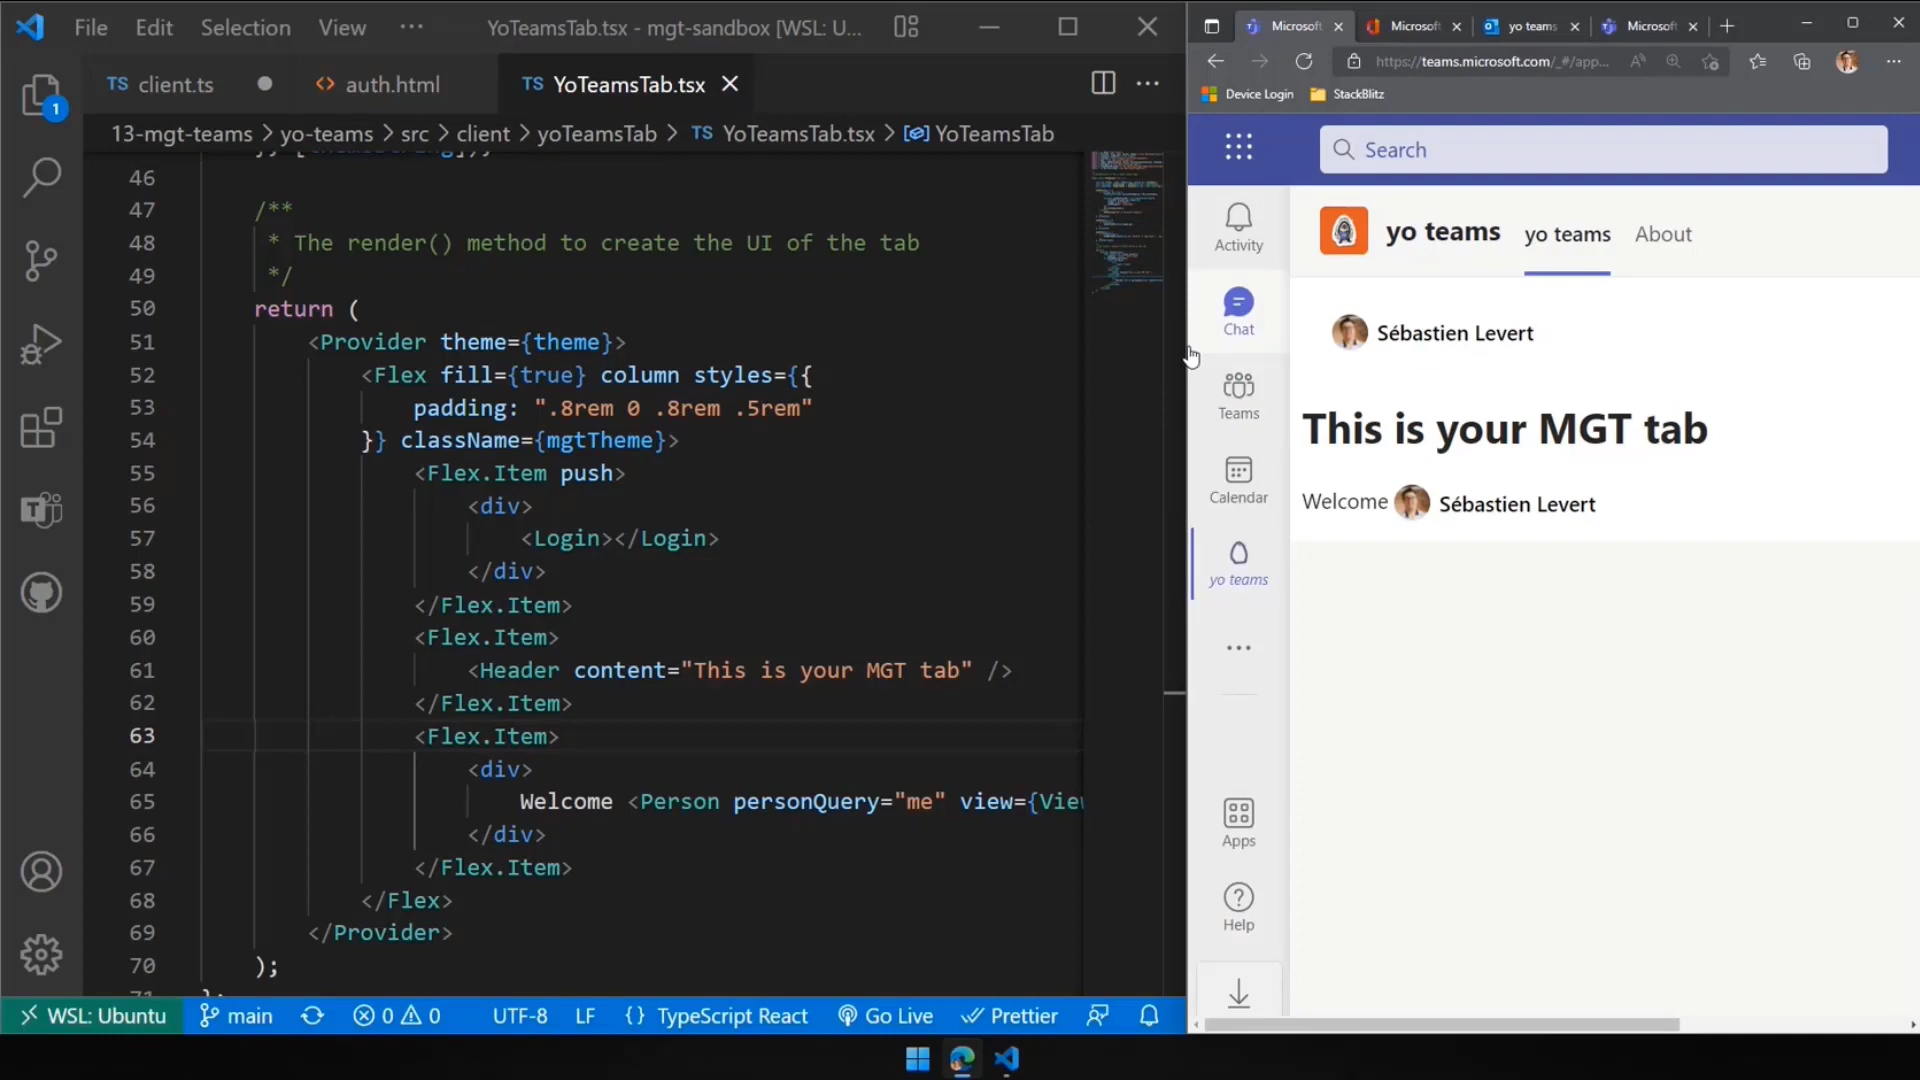 File Edit Selection View ··· YoTeamsTab.tsx - mgt-sandbox [WSL: U...
TS client.ts
<> auth.html
TS YoTeamsTab.tsx
1
13-mgt-teams > yo-teams > src > client > yoTeamsTab > TS YoTeamsTab.tsx > YoTeamsTab
46
47 /**
48 * The render() method to create the UI of the tab
49 */
50 return (
51 <Provider theme={theme}>
52 <Flex fill={true} column styles={{
53 padding: ".8rem 0 .8rem .5rem"
54 }} className={mgtTheme}>
55 <Flex.Item push>
56 <div>
57 <Login></Login>
58 </div>
59 </Flex.Item>
60 <Flex.Item>
61 <Header content="This is your MGT tab" />
62 </Flex.Item>
63 <Flex.Item>
64 <div>
65 Welcome <Person personQuery="me" view={View
66 </div>
67 </Flex.Item>
68 </Flex>
69 </Provider>
70 );
WSL: Ubuntu main 0 0 UTF-8 LF {} TypeScript React Go Live Prettier
Microsoft Microsoft yo teams Microsoft
https://teams.microsoft.com/_#/app...
Device Login StackBlitz
Search
Activity
Chat
Teams
Calendar
yo teams
Apps
Help
yo teams yo teams About
Sébastien Levert
This is your MGT tab
Welcome Sébastien Levert